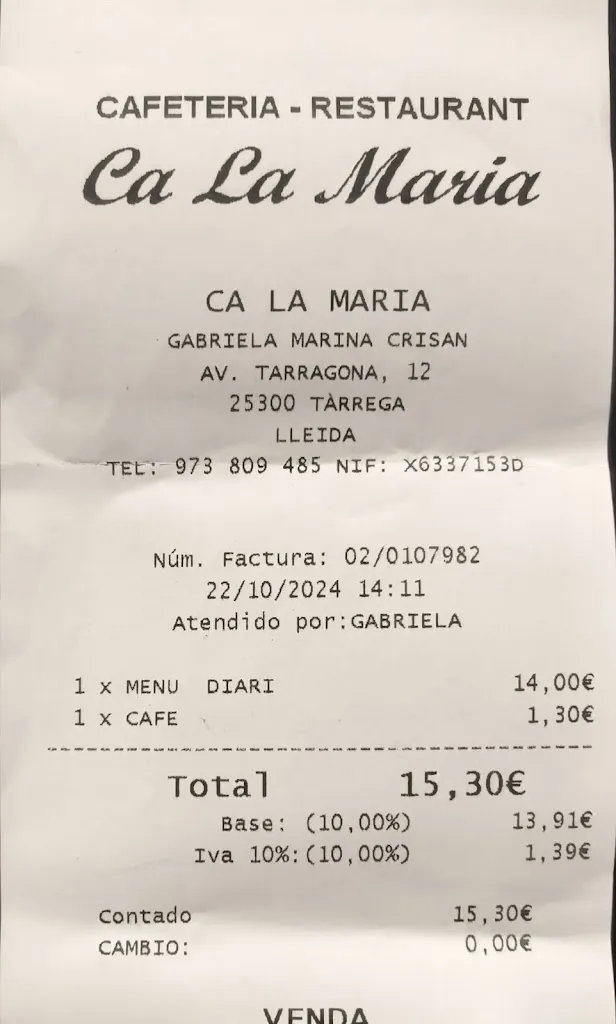 CAFETERIA - RESTAURANT
Ca La Maria
CA LA MARIA
GABRIELA MARINA CRISAN
AV. TARRAGONA, 12
25300 TÀRREGA
LLEIDA
TEL: 973 809 485 NIF: X6337153D
Núm. Factura: 02/0107982
22/10/2024 14:11
Atendido por:GABRIELA
1 x MENU DIARI 14,00€
1 x CAFE 1,30€
Total 15,30€
Base: (10,00%) 13,91€
Iva 10%:(10,00%) 1,39€
Contado 15,30€
CAMBIO: 0,00€
VENDA